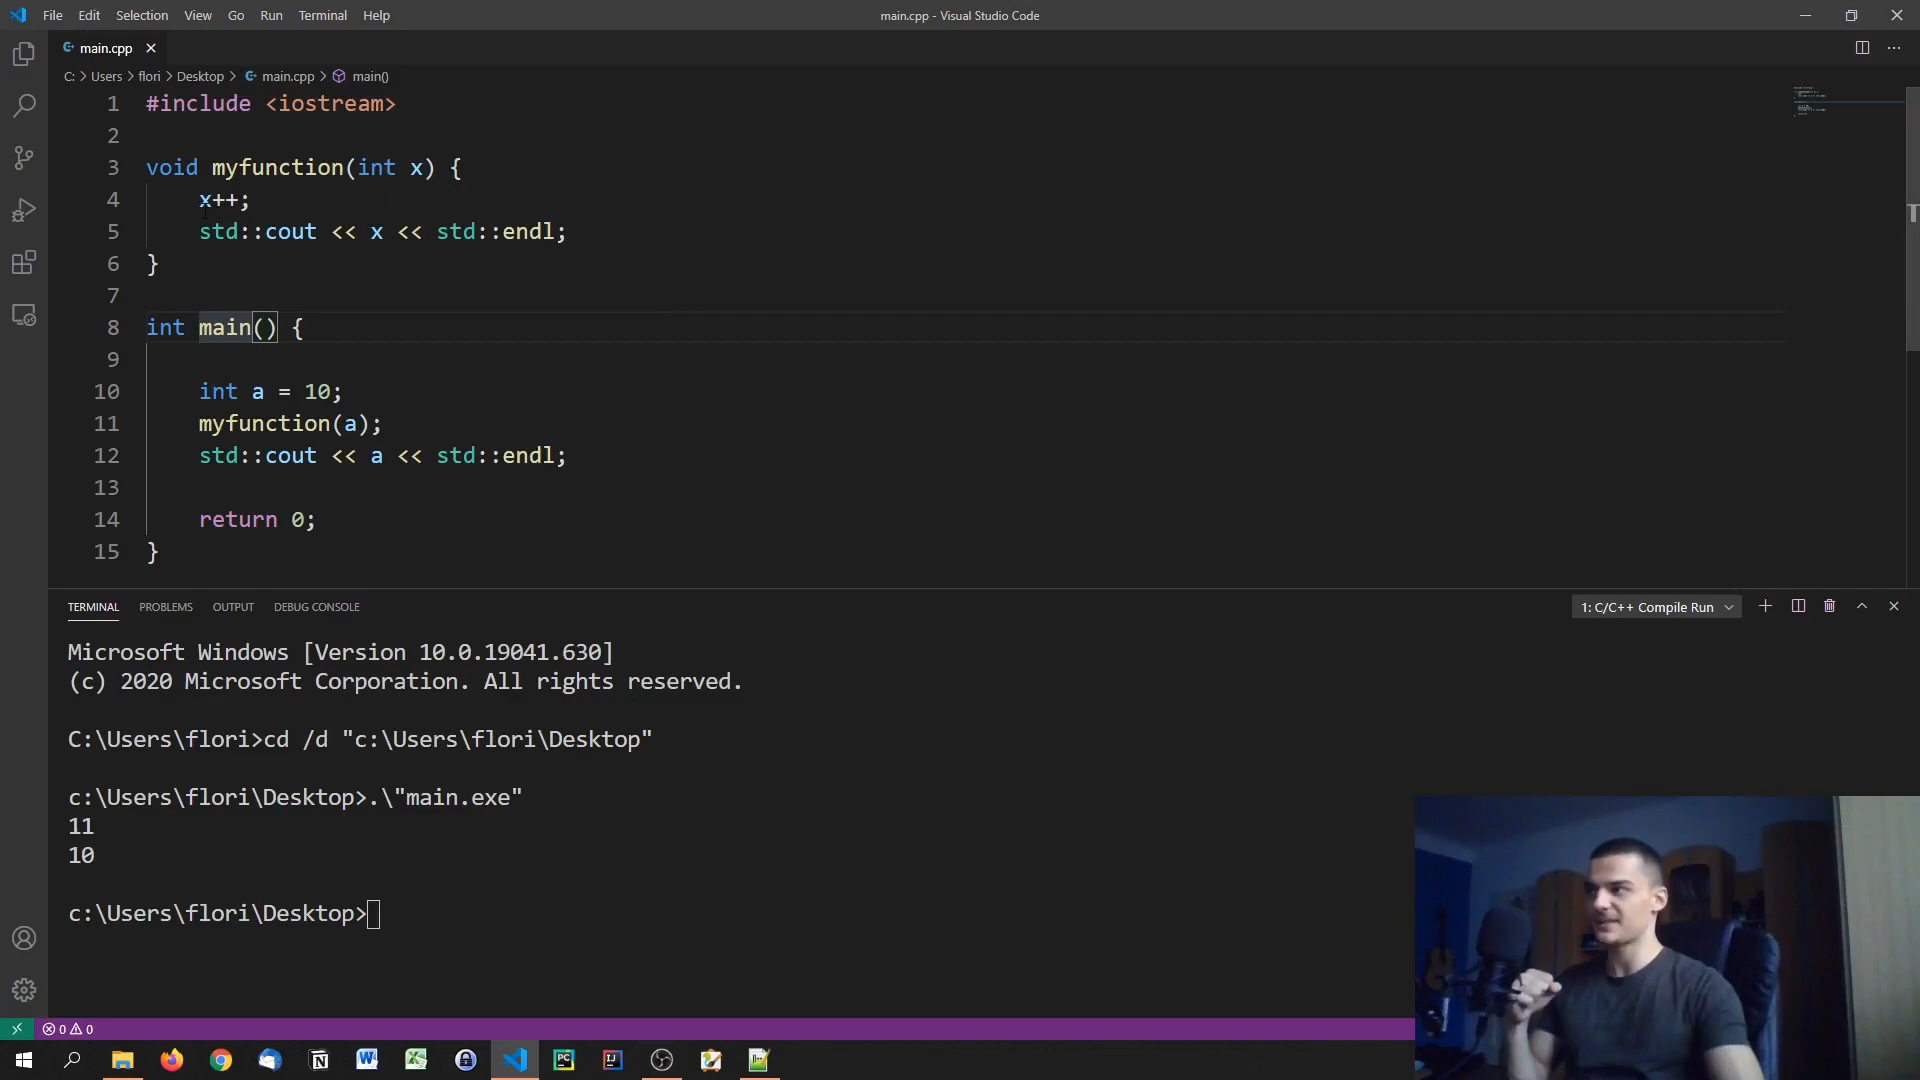 File Edit Selection View Go Run Terminal Help
main.cpp - Visual Studio Code
main.cpp
C: > Users > flori > Desktop > main.cpp > main()
1 #include <iostream>
2
3 void myfunction(int x) {
4 x++;
5 std::cout << x << std::endl;
6 }
7
8 int main() {
9
10 int a = 10;
11 myfunction(a);
12 std::cout << a << std::endl;
13
14 return 0;
15 }
TERMINAL PROBLEMS OUTPUT DEBUG CONSOLE
1: C/C++ Compile Run
Microsoft Windows [Version 10.0.19041.630]
(c) 2020 Microsoft Corporation. All rights reserved.
C:\Users\flori>cd /d "c:\Users\flori\Desktop"
c:\Users\flori\Desktop>.\"main.exe"
11
10
c:\Users\flori\Desktop>
0 0